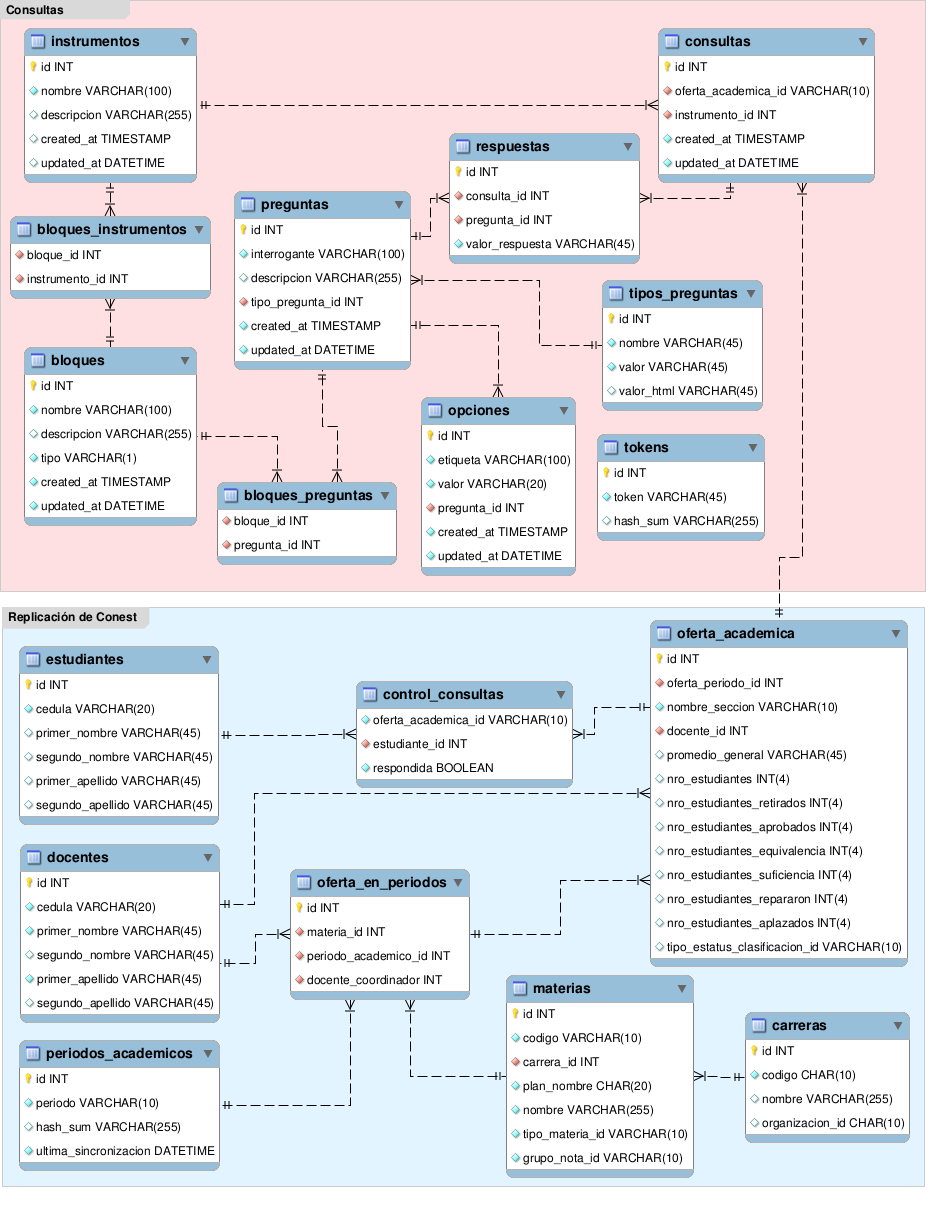 Consultas
instrumentos
id INT
nombre VARCHAR(100)
descripcion VARCHAR(255)
created_at TIMESTAMP
updated_at DATETIME
consultas
id INT
oferta_academica_id VARCHAR(10)
instrumento_id INT
created_at TIMESTAMP
updated_at DATETIME
respuestas
id INT
consulta_id INT
pregunta_id INT
valor_respuesta VARCHAR(45)
preguntas
id INT
interrogante VARCHAR(100)
descripcion VARCHAR(255)
tipo_pregunta_id INT
created_at TIMESTAMP
updated_at DATETIME
bloques_instrumentos
bloque_id INT
instrumento_id INT
tipos_preguntas
id INT
nombre VARCHAR(45)
valor VARCHAR(45)
valor_html VARCHAR(45)
bloques
id INT
nombre VARCHAR(100)
descripcion VARCHAR(255)
tipo VARCHAR(1)
created_at TIMESTAMP
updated_at DATETIME
opciones
id INT
etiqueta VARCHAR(100)
valor VARCHAR(20)
pregunta_id INT
created_at TIMESTAMP
updated_at DATETIME
tokens
id INT
token VARCHAR(45)
hash_sum VARCHAR(255)
bloques_preguntas
bloque_id INT
pregunta_id INT
Replicación de Conest
oferta_academica
id INT
oferta_periodo_id INT
nombre_seccion VARCHAR(10)
docente_id INT
promedio_general VARCHAR(45)
nro_estudiantes INT(4)
nro_estudiantes_retirados INT(4)
nro_estudiantes_aprobados INT(4)
nro_estudiantes_equivalencia INT(4)
nro_estudiantes_suficiencia INT(4)
nro_estudiantes_repararon INT(4)
nro_estudiantes_aplazados INT(4)
tipo_estatus_clasificacion_id VARCHAR(10)
estudiantes
id INT
cedula VARCHAR(20)
primer_nombre VARCHAR(45)
segundo_nombre VARCHAR(45)
primer_apellido VARCHAR(45)
segundo_apellido VARCHAR(45)
control_consultas
oferta_academica_id VARCHAR(10)
estudiante_id INT
respondida BOOLEAN
docentes
id INT
cedula VARCHAR(20)
primer_nombre VARCHAR(45)
segundo_nombre VARCHAR(45)
primer_apellido VARCHAR(45)
segundo_apellido VARCHAR(45)
oferta_en_periodos
id INT
materia_id INT
periodo_academico_id INT
docente_coordinador INT
materias
id INT
codigo VARCHAR(10)
carrera_id INT
plan_nombre CHAR(20)
nombre VARCHAR(255)
tipo_materia_id VARCHAR(10)
grupo_nota_id VARCHAR(10)
carreras
id INT
codigo CHAR(10)
nombre VARCHAR(255)
organizacion_id CHAR(10)
periodos_academicos
id INT
periodo VARCHAR(10)
hash_sum VARCHAR(255)
ultima_sincronizacion DATETIME